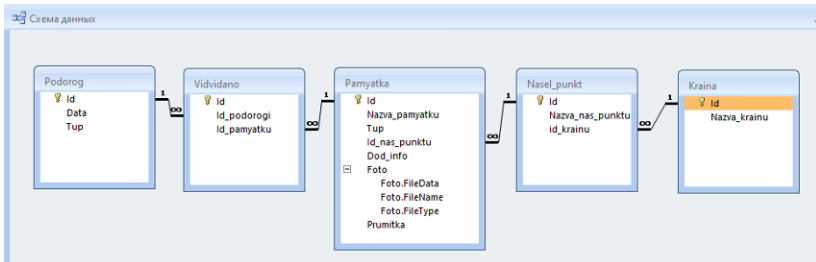 Схема данных
Podorog
Id
Data
Tup
1
∞
Vidvidano
Id
Id_podorogi
Id_pamyatku
1
∞
Pamyatka
Id
Nazva_pamyatku
Tup
Id_nas_punktu
Dod_info
Foto
Foto.FileData
Foto.FileName
Foto.FileType
Prumitka
1
∞
Nasel_punkt
Id
Nazva_nas_punktu
id_krainu
1
∞
Kraina
Id
Nazva_krainu